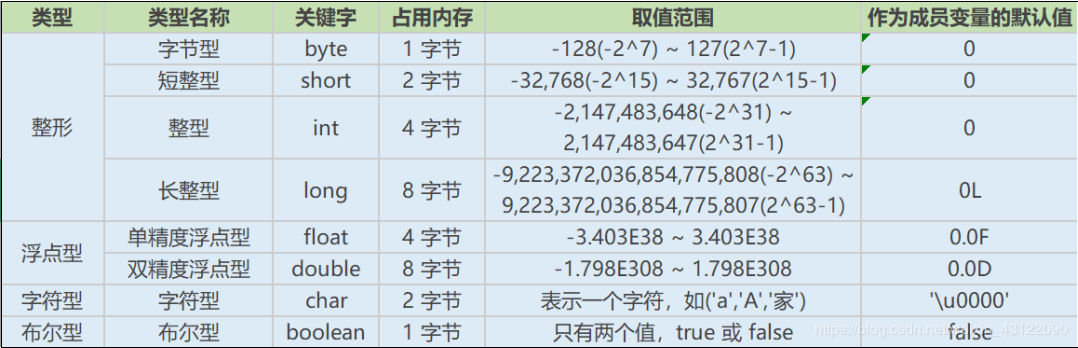 类型 类型名称 关键字 占用内存 取值范围 作为成员变量的默认值
字节型 byte 1 字节 -128(-2^7) ~ 127(2^7-1) 0
短整型 short 2 字节 -32,768(-2^15) ~ 32,767(2^15-1) 0
整形 整型 int 4 字节 -2,147,483,648(-2^31) ~
2,147,483,647(2^31-1) 0
长整型 long 8 字节 -9,223,372,036,854,775,808(-2^63) ~
9,223,372,036,854,775,807(2^63-1) 0L
浮点型 单精度浮点型 float 4 字节 -3.403E38 ~ 3.403E38 0.0F
双精度浮点型 double 8 字节 -1.798E308 ~ 1.798E308 0.0D
字符型 字符型 char 2 字节 表示一个字符，如('a','A','家') '\u0000'
布尔型 布尔型 boolean 1 字节 只有两个值，true 或 false false